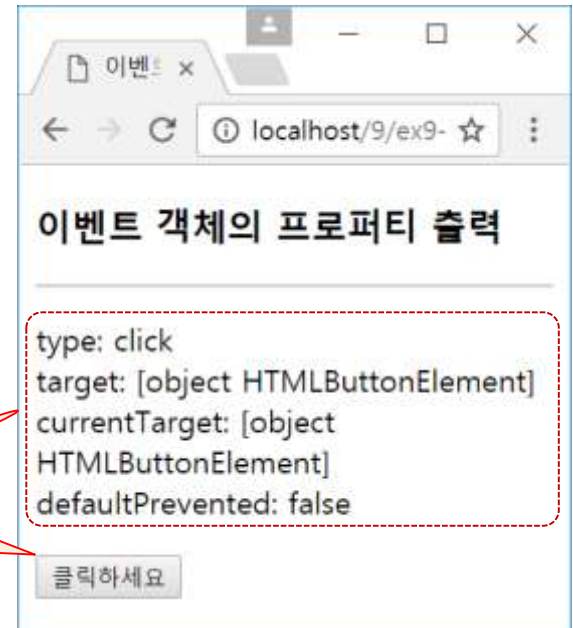 이벤트 ×
localhost/9/ex9-
이벤트 객체의 프로퍼티 출력
type: click
target: [object HTMLButtonElement]
currentTarget: [object
HTMLButtonElement]
defaultPrevented: false
클릭하세요